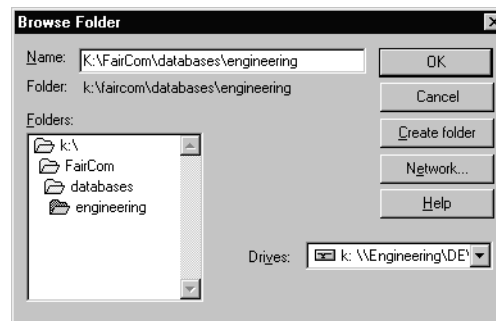 Browse Folder
Name: K:\FairCom\databases\engineering
Folder: k:\faircom\databases\engineering
Folders:
k:\
FairCom
databases
engineering
OK
Cancel
Create folder
Network...
Help
Drives: k: \\Engineering\DE